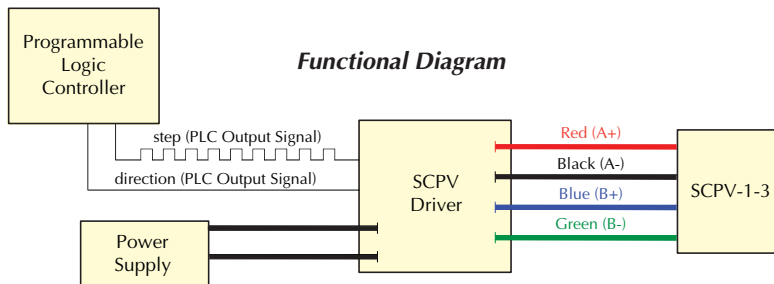 Programmable
Logic
Controller
Functional Diagram
step (PLC Output Signal)
direction (PLC Output Signal)
SCPV
Driver
Red (A+)
Black (A-)
Blue (B+)
Green (B-)
SCPV-1-3
Power
Supply